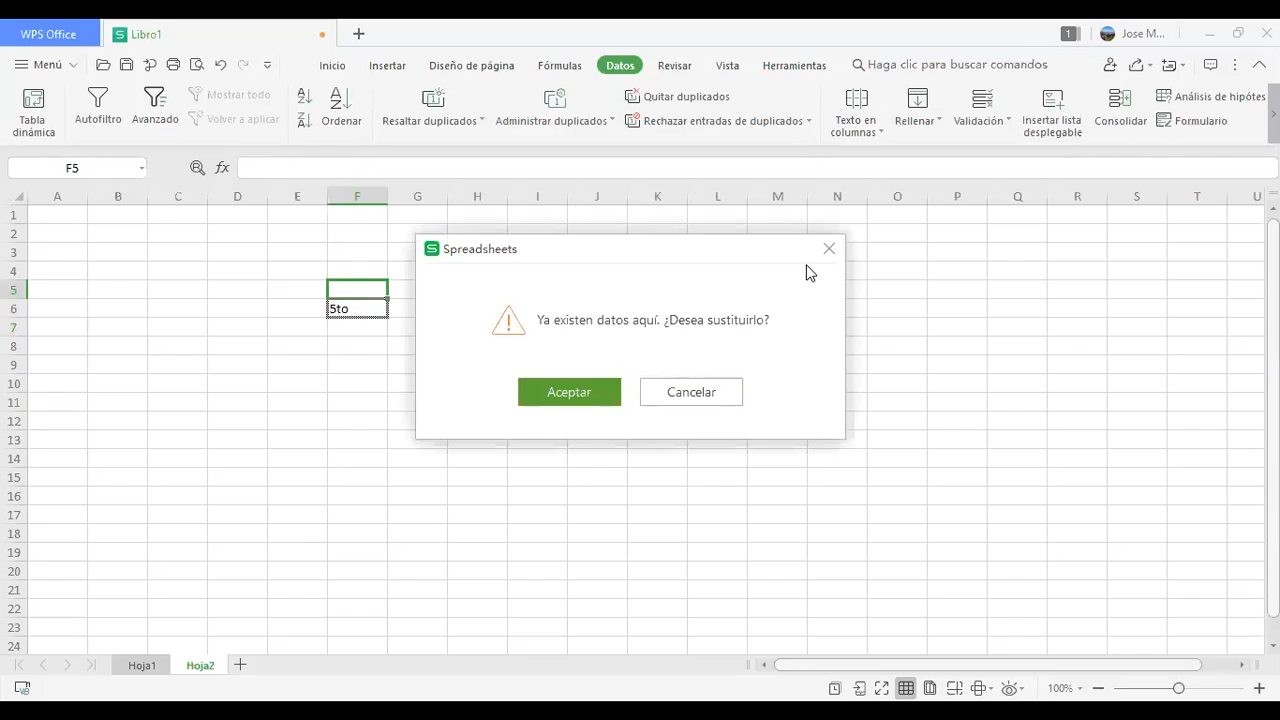 WPS Office
Libro1
1
Jose M...
Menú
Inicio
Insertar
Diseño de página
Fórmulas
Datos
Revisar
Vista
Herramientas
Haga clic para buscar comandos
Tabla dinámica
Autofiltro
Avanzado
Mostrar todo
Volver a aplicar
Ordenar
Resaltar duplicados
Administrar duplicados
Quitar duplicados
Rechazar entradas de duplicados
Texto en columnas
Rellenar
Validación
Insertar lista desplegable
Consolidar
Análisis de hipótes
Formulario
F5
fx
A B C D E F G H I J K L M N O P Q R S T U
1
2
3
4
5
6
5to
7
8
9
10
11
12
13
14
15
16
17
18
19
20
21
22
23
24
Spreadsheets
Ya existen datos aquí. ¿Desea sustituirlo?
Aceptar
Cancelar
Hoja1
Hoja2
100%